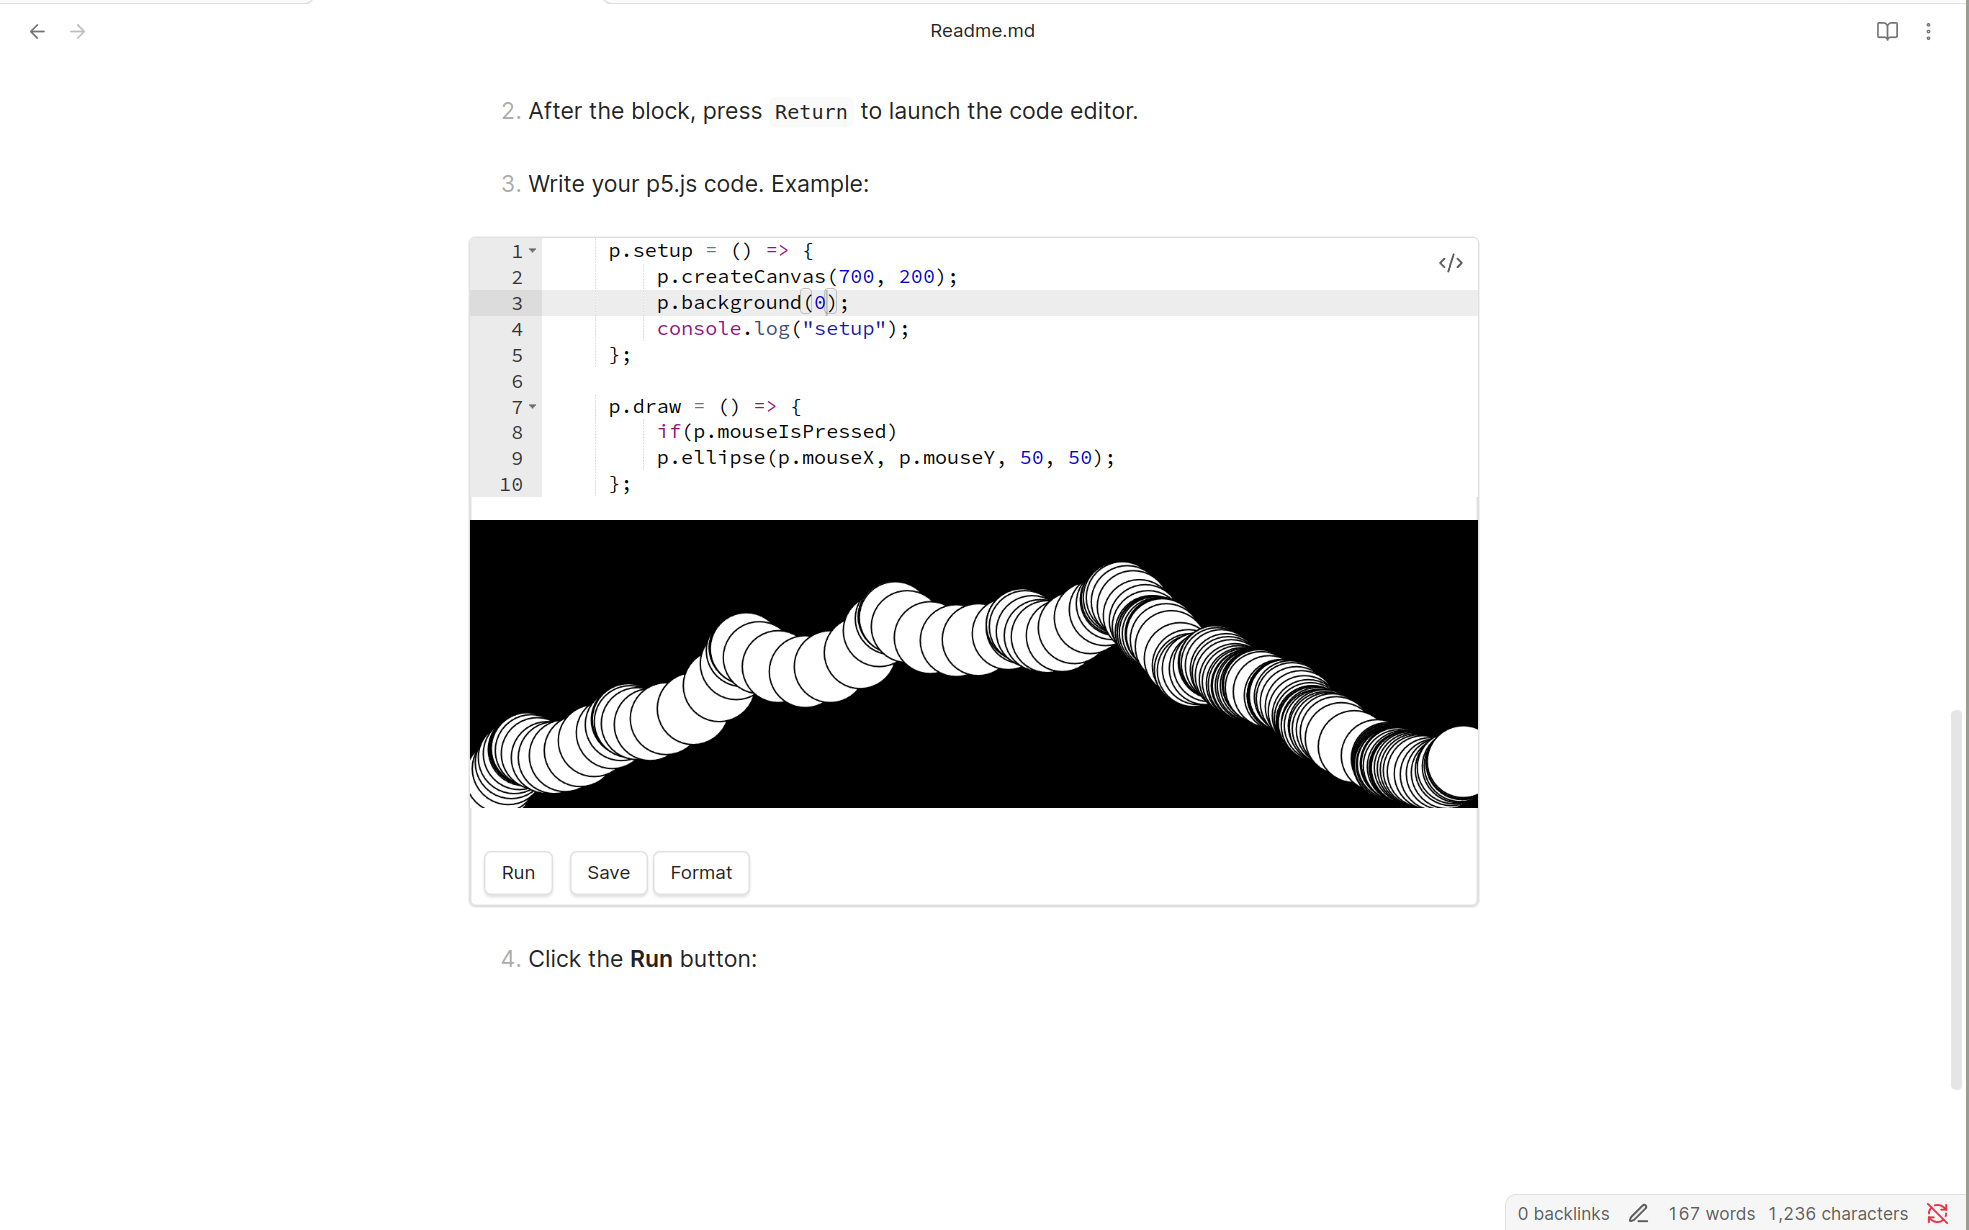 Readme.md
2. After the block, press Return to launch the code editor.
3. Write your p5.js code. Example:
1 p.setup = () => {
2 p.createCanvas(700, 200);
3 p.background(0);
4 console.log("setup");
5 };
6
7 p.draw = () => {
8 if(p.mouseIsPressed)
9 p.ellipse(p.mouseX, p.mouseY, 50, 50);
10 };
</>
Run Save Format
4. Click the Run button:
0 backlinks 167 words 1,236 characters